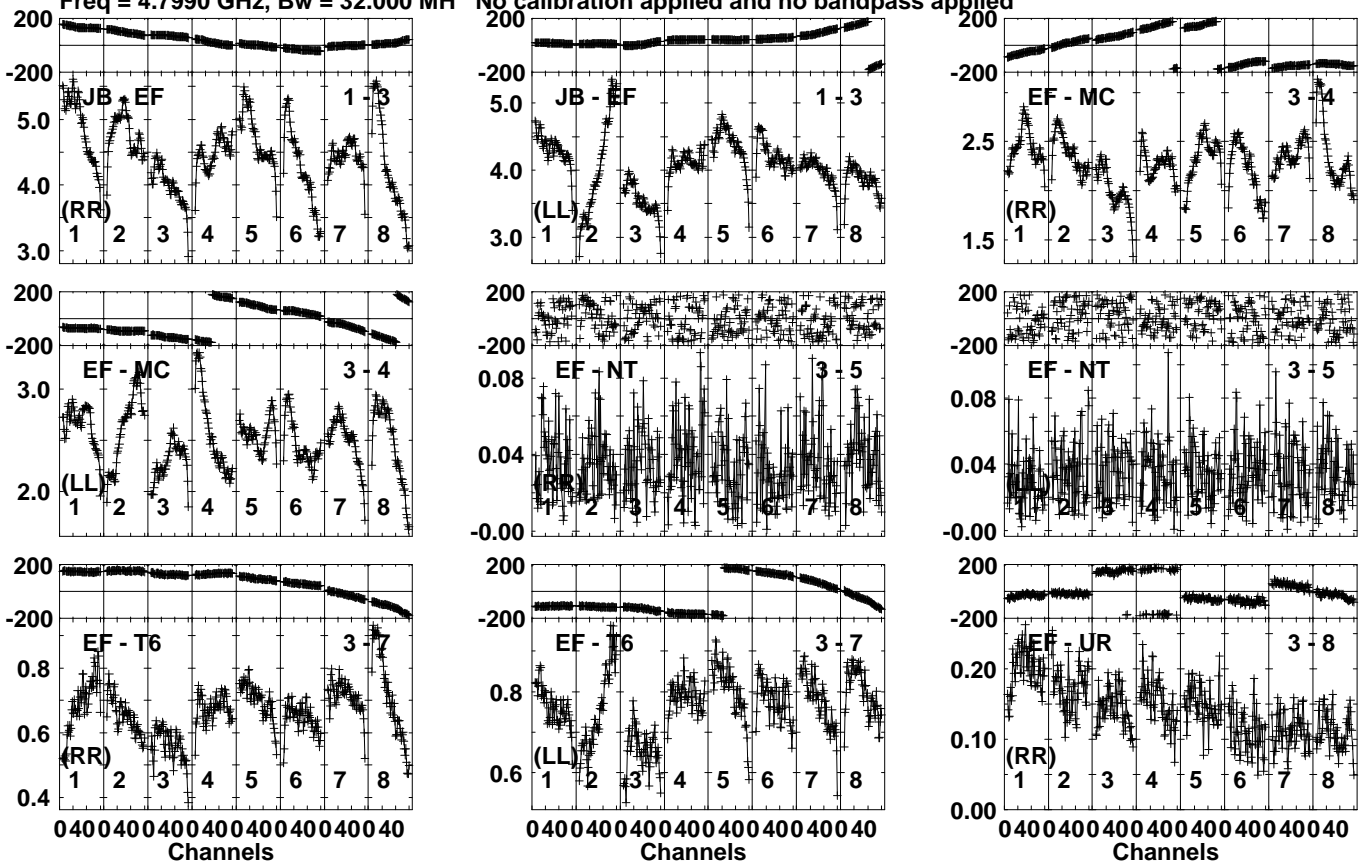 Freq = 4.7990 GHz, Bw = 32.000 MH No calibration applied and no bandpass applied
200 200 200
-200 -200 -200
JB - EF 1 - 3 JB - EF 1 - 3 EF - MC 3 - 4
5.0 5.0 2.5
4.0 4.0
(RR) (LL) (RR)
1 2 3 4 5 6 7 8 1 2 3 4 5 6 7 8 1 2 3 4 5 6 7 8
3.0 3.0 1.5
200 200 200
-200 -200 -200
EF - MC 3 - 4 EF - NT 3 - 5 EF - NT 3 - 5
3.0 0.08 0.08
0.04 0.04
2.0
(LL) (RR) (LL)
1 2 3 4 5 6 7 8 1 2 3 4 5 6 7 8 1 2 3 4 5 6 7 8
-0.00 -0.00
200 200 200
-200 -200 -200
EF - T6 3 - 7 EF - T6 3 - 7 EF - UR 3 - 8
0.8 0.8 0.20
0.6 0.10
(RR) (LL) (RR)
1 2 3 4 5 6 7 8 1 2 3 4 5 6 7 8 1 2 3 4 5 6 7 8
0.4 0.6 0.00
0 40 0 40 0 40 0 40 0 40 0 40 0 40 0 40 0 40 0 40 0 40 0 40 0 40 0 40 0 40 0 40 0 40 0 40 0 40 0 40 0 40 0 40 0 40 0 40
Channels Channels Channels